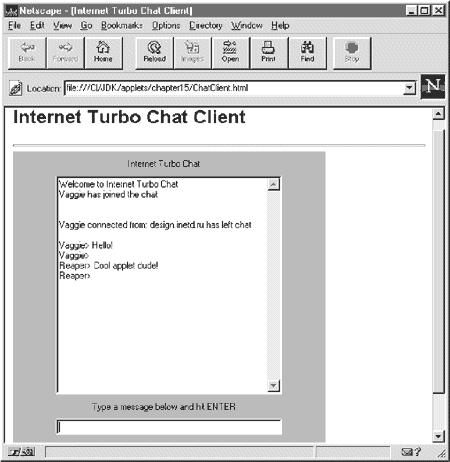 Netscape - [Internet Turbo Chat Client]
File Edit View Go Bookmarks Options Directory Window Help
Back Forward Home Reload Images Open Print Find Stop
Location: file:///C|/JDK/applets/chapter15/ChatClient.html
N
Internet Turbo Chat Client
Internet Turbo Chat
Welcome to Internet Turbo Chat
Vaggie has joined the chat
Vaggie connected from: design.inetd.ru has left chat
Vaggie> Hello!
Vaggie>
Reaper> Cool applet dude!
Reaper>
Type a message below and hit ENTER
?